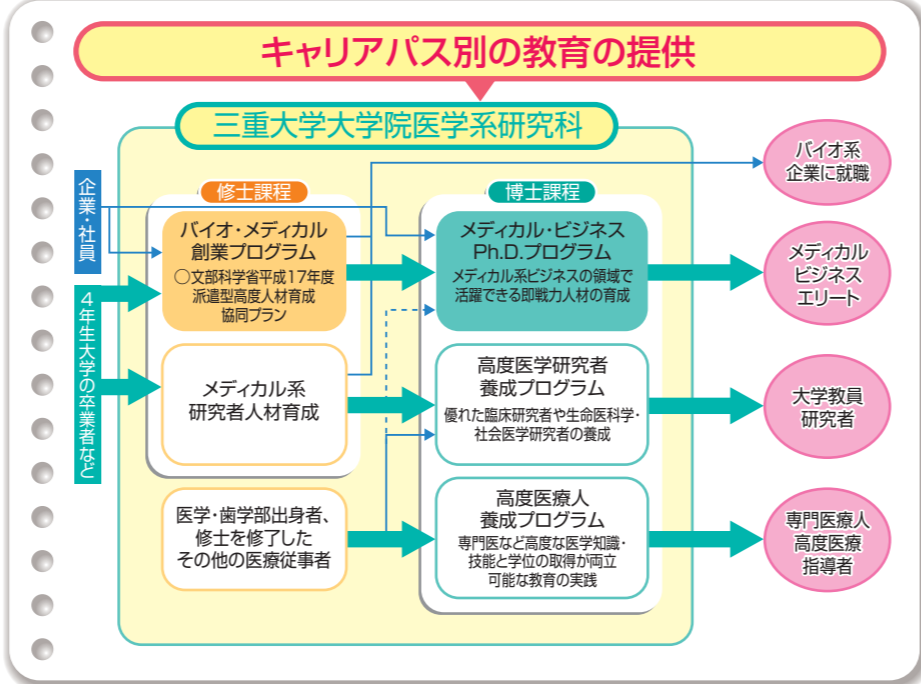 キャリアパス別の教育の提供
三重大学大学院医学系研究科
企業・社員
4年生大学の卒業者など
修士課程
バイオ・メディカル
創業プログラム
○文部科学省平成17年度
派遣型高度人材育成
協同プラン
メディカル系
研究者人材育成
医学・歯学部出身者、
修士を修了した
その他の医療従事者
博士課程
メディカル・ビジネス
Ph.D.プログラム
メディカル系ビジネスの領域で
活躍できる即戦力人材の育成
高度医学研究者
養成プログラム
優れた臨床研究者や生命医科学・
社会医学研究者の養成
高度医療人
養成プログラム
専門医など高度な医学知識・
技能と学位の取得が両立
可能な教育の実践
バイオ系
企業に就職
メディカル
ビジネス
エリート
大学教員
研究者
専門医療人
高度医療
指導者